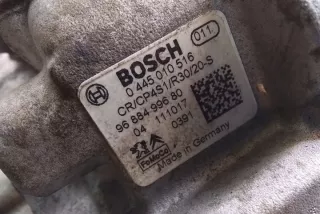 011
BOSCH
0 445 010 516
CR/CP4S1/R30/20-S
96 884 996 80
04 111017 0391
FoMoCo
Made in Germany